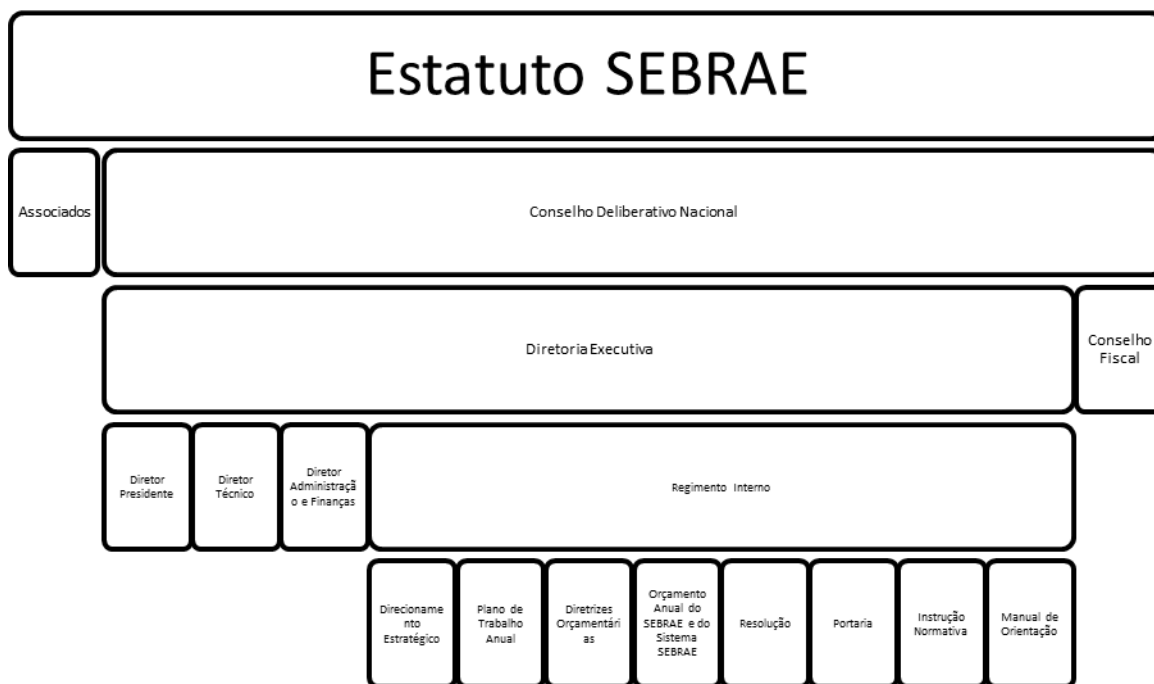 Estatuto SEBRAE
Associados
Conselho Deliberativo Nacional
Diretoria Executiva
Conselho
Fiscal
Diretor
Presidente
Diretor
Técnico
Diretor
Administraçã
o e Finanças
Regimento Interno
Direcioname
nto
Estratégico
Plano de
Trabalho
Anual
Diretrizes
Orçamentári
as
Orçamento
Anual do
SEBRAE e do
Sistema
SEBRAE
Resolução
Portaria
Instrução
Normativa
Manual de
Orientação